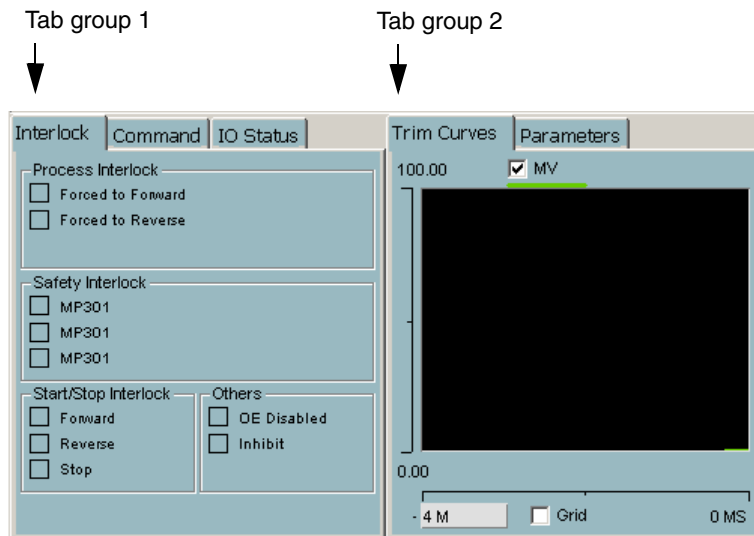 Tab group 1
Tab group 2
Interlock
Command
IO Status
Process Interlock
Forced to Forward
Forced to Reverse
Safety Interlock
MP301
MP301
MP301
Start/Stop Interlock
Forward
Reverse
Stop
Others
OE Disabled
Inhibit
Trim Curves
Parameters
100.00
MV
0.00
- 4 M
Grid
0 MS